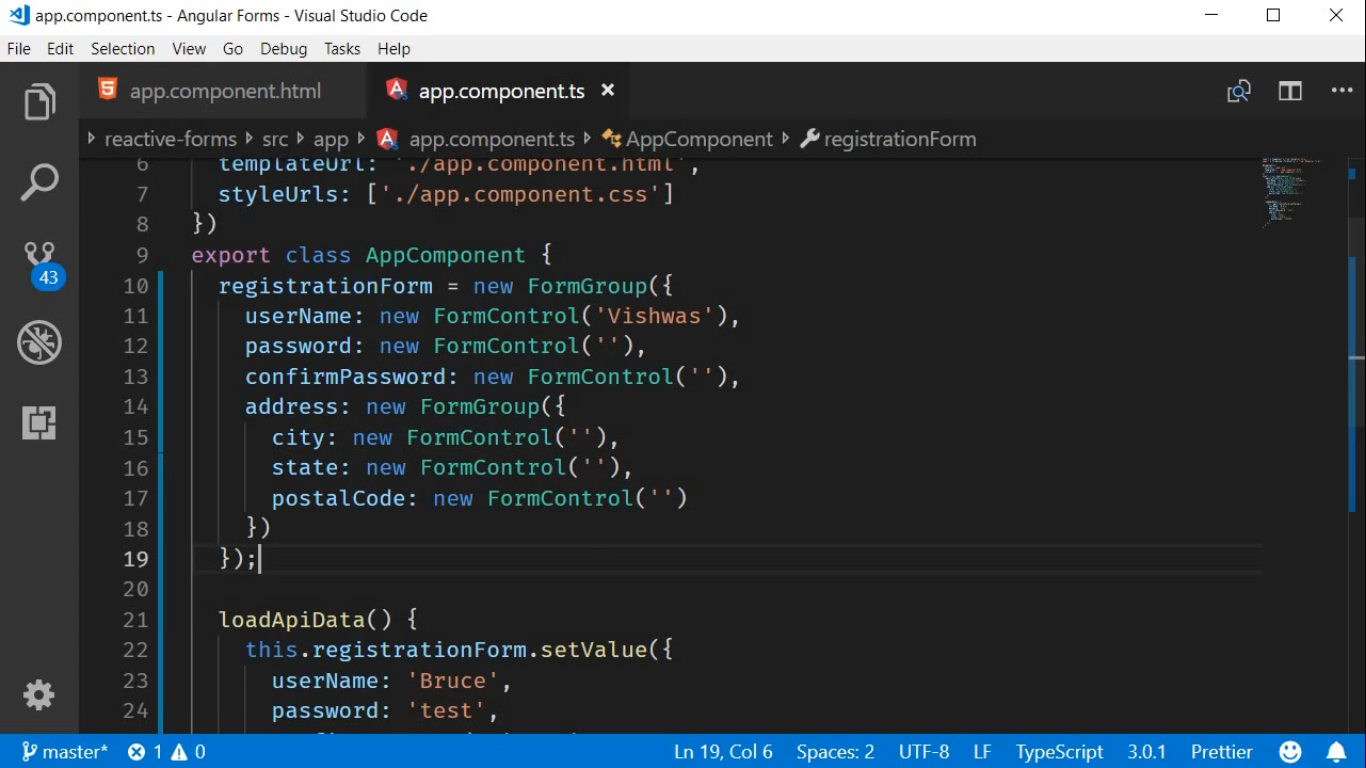 app.component.ts - Angular Forms - Visual Studio Code
File Edit Selection View Go Debug Tasks Help
app.component.html app.component.ts
reactive-forms src app app.component.ts AppComponent registrationForm
6 templateUrl: './app.component.html',
7 styleUrls: ['./app.component.css']
8 })
9 export class AppComponent {
10 registrationForm = new FormGroup({
11 userName: new FormControl('Vishwas'),
12 password: new FormControl(''),
13 confirmPassword: new FormControl(''),
14 address: new FormGroup({
15 city: new FormControl(''),
16 state: new FormControl(''),
17 postalCode: new FormControl('')
18 })
19 });
20
21 loadApiData() {
22 this.registrationForm.setValue({
23 userName: 'Bruce',
24 password: 'test',
43
master* 1 0 Ln 19, Col 6 Spaces: 2 UTF-8 LF TypeScript 3.0.1 Prettier